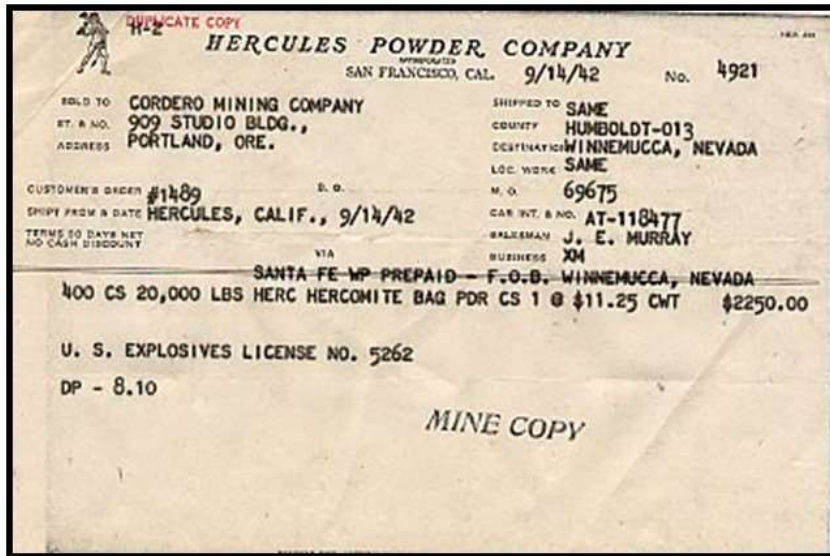 DUPLICATE COPY
H-2
HERCULES POWDER COMPANY
INCORPORATED
SAN FRANCISCO, CAL. 9/14/42 No. 4921
SOLD TO CORDERO MINING COMPANY
ST. & NO. 909 STUDIO BLDG.,
ADDRESS PORTLAND, ORE.
SHIPPED TO SAME
COUNTY HUMBOLDT-013
DESTINATION WINNEMUCCA, NEVADA
LOC. WORK SAME
CUSTOMER'S ORDER #1489 D. O.
M. O. 69675
SHIPT FROM & DATE HERCULES, CALIF., 9/14/42
CAR INT. & NO. AT-118477
TERMS 30 DAYS NET
NO CASH DISCOUNT
SALESMAN J. E. MURRAY
VIA
BUSINESS XM
SANTA FE WP PREPAID - F.O.B. WINNEMUCCA, NEVADA
400 CS 20,000 LBS HERC HERCOMITE BAG PDR CS 1 @ $11.25 CWT $2250.00
U. S. EXPLOSIVES LICENSE NO. 5262
DP - 8.10
MINE COPY